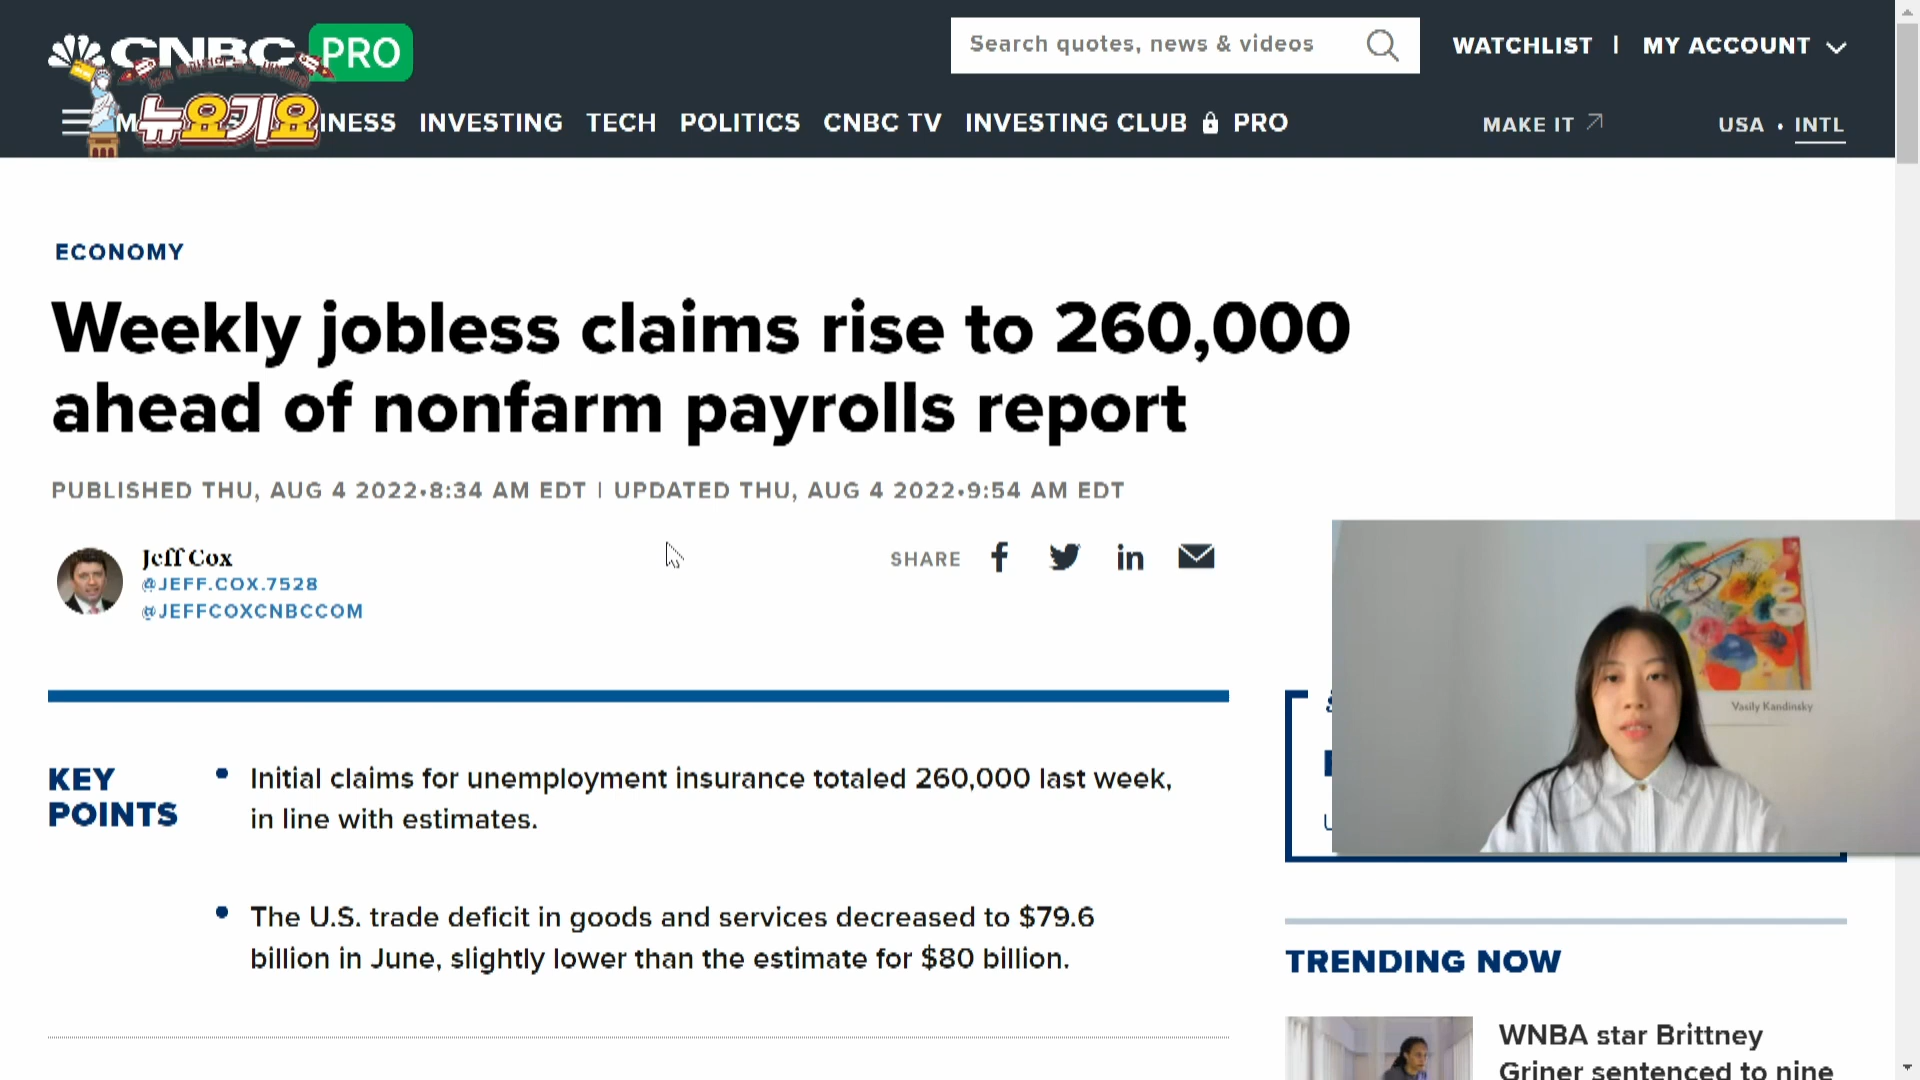 CNBC PRO
Search quotes, news & videos
WATCHLIST | MY ACCOUNT
뉴요기요
INVESTING TECH POLITICS CNBC TV INVESTING CLUB PRO
MAKE IT
USA • INTL
ECONOMY
Weekly jobless claims rise to 260,000
ahead of nonfarm payrolls report
PUBLISHED THU, AUG 4 2022•8:34 AM EDT | UPDATED THU, AUG 4 2022•9:54 AM EDT
Jeff Cox
@JEFF.COX.7528
@JEFFCOXCNBCCOM
SHARE
Vasily Kandinsky
KEY
POINTS
• Initial claims for unemployment insurance totaled 260,000 last week,
in line with estimates.
• The U.S. trade deficit in goods and services decreased to $79.6
billion in June, slightly lower than the estimate for $80 billion.
TRENDING NOW
WNBA star Brittney
Griner sentenced to nine